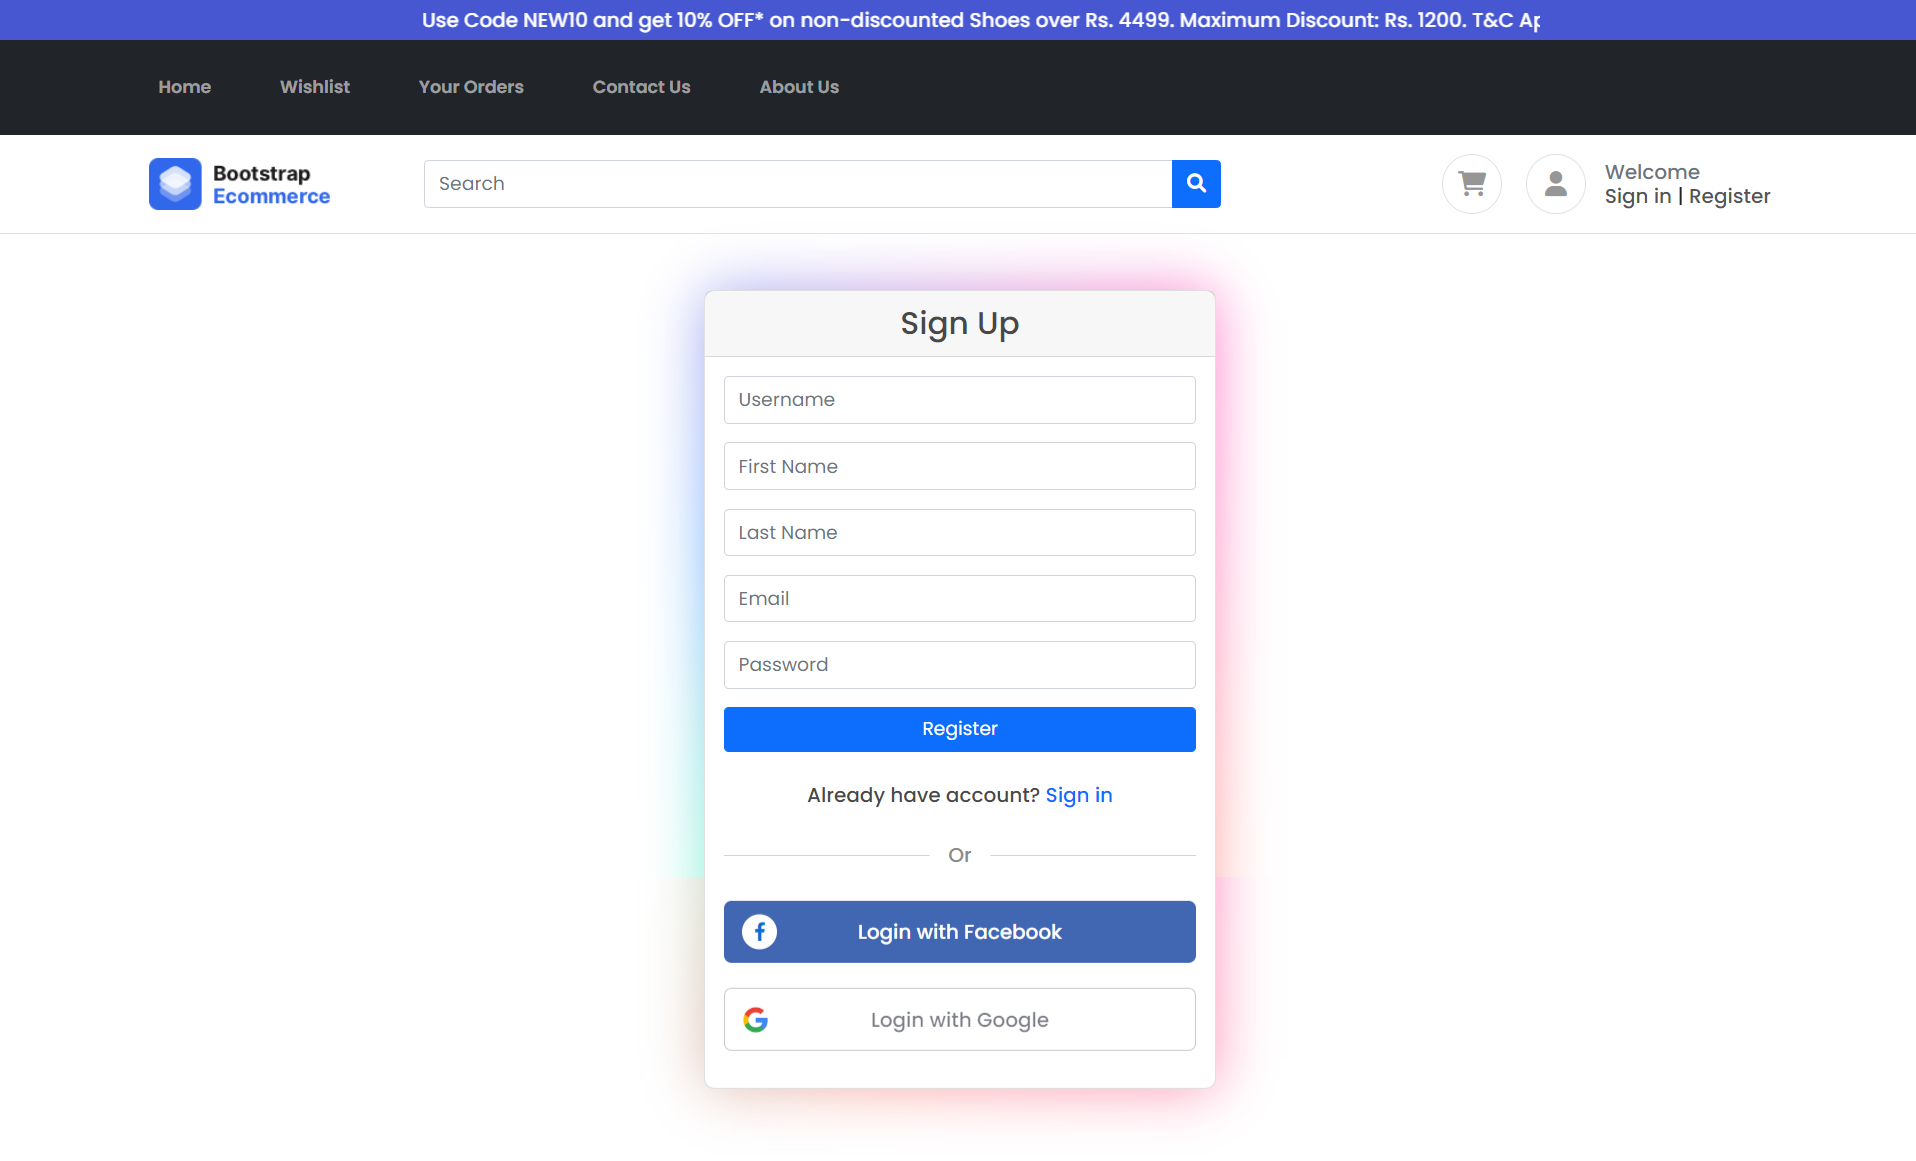 Use Code NEW10 and get 10% OFF* on non-discounted Shoes over Rs. 4499. Maximum Discount: Rs. 1200. T&C
Home Wishlist Your Orders Contact Us About Us
Bootstrap
Ecommerce
Search
Welcome
Sign in | Register
Sign Up
Username
First Name
Last Name
Email
Password
Register
Already have account? Sign in
Or
Login with Facebook
Login with Google